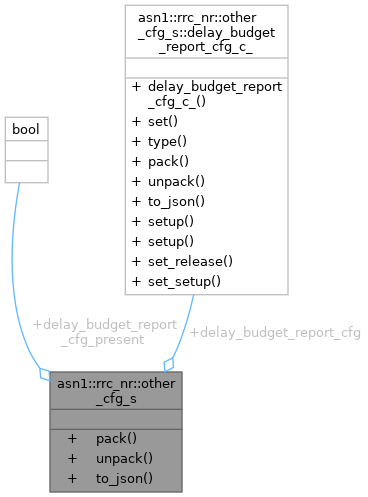 asn1::rrc_nr::other
_cfg_s::delay_budget
_report_cfg_c_
+ delay_budget_report
_cfg_c_()
+ set()
+ type()
+ pack()
+ unpack()
+ to_json()
+ setup()
+ setup()
+ set_release()
+ set_setup()
bool
+delay_budget_report
_cfg_present
+delay_budget_report_cfg
asn1::rrc_nr::other
_cfg_s
+ pack()
+ unpack()
+ to_json()